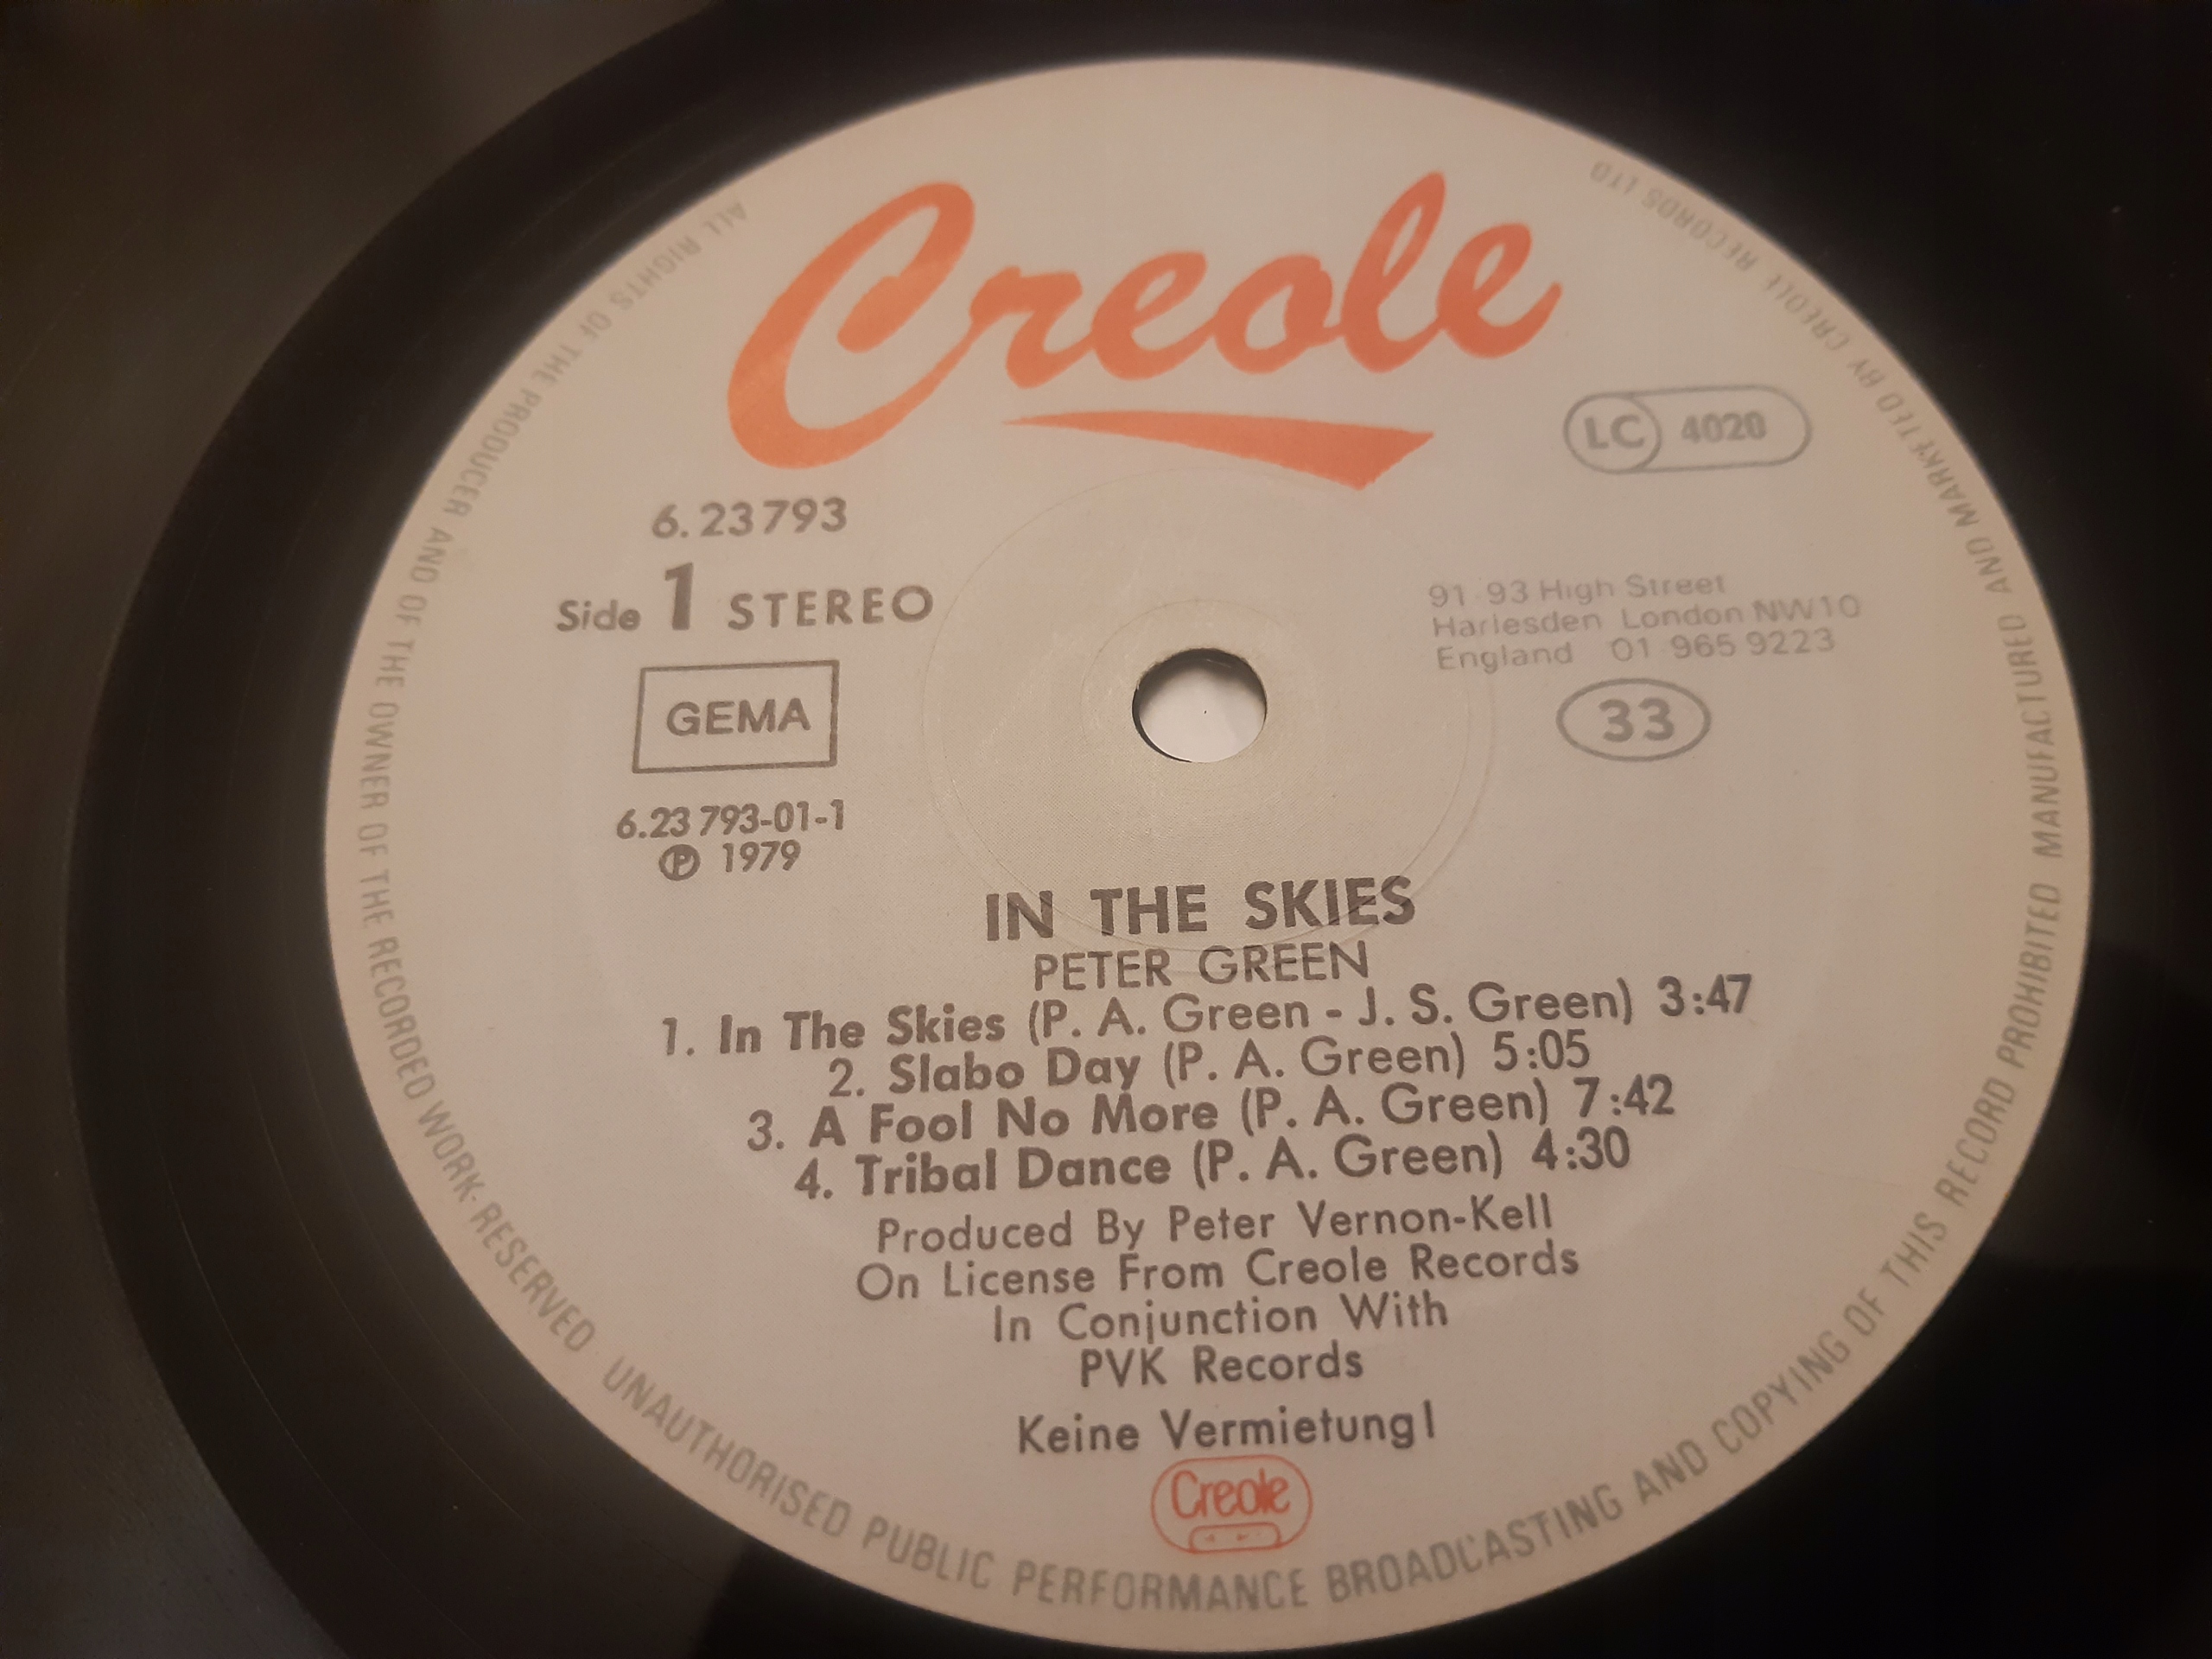 Creole
LC 4020
6.23793
Side 1 STEREO
91 93 High Street
Harlesden London NW10
England 01 965 9223
GEMA
33
6.23 793-01-1
Ⓟ 1979
IN THE SKIES
PETER GREEN
1. In The Skies (P. A. Green - J. S. Green) 3:47
2. Slabo Day (P. A. Green) 5:05
3. A Fool No More (P. A. Green) 7:42
4. Tribal Dance (P. A. Green) 4:30
Produced By Peter Vernon-Kell
On License From Creole Records
In Conjunction With
PVK Records
Keine Vermietung!
Creole
ALL RIGHTS OF THE PRODUCER AND OF THE OWNER OF THE RECORDED WORK-RESERVED UNAUTHORISED PUBLIC PERFORMANCE BROADCASTING AND COPYING OF THIS RECORD PROHIBITED MANUFACTURED AND MARKETED BY CREOLE RECORDS LTD